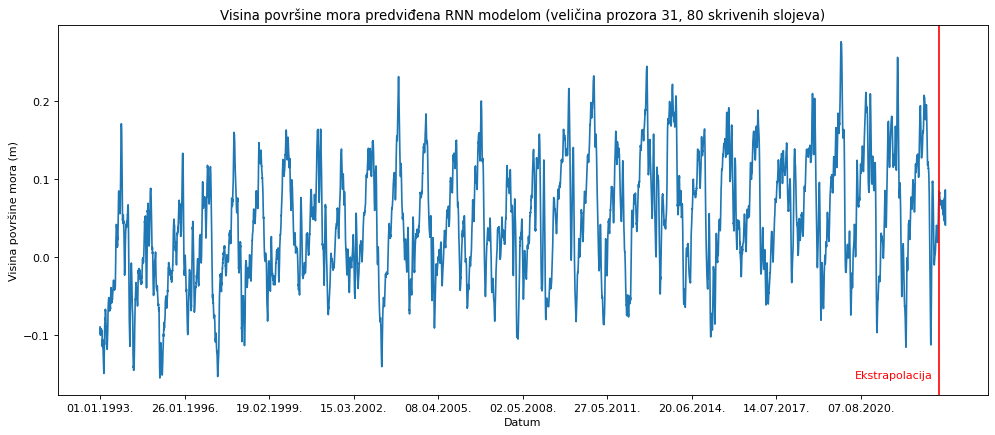 Visina površine mora predviđena RNN modelom (veličina prozora 31, 80 skrivenih slojeva)
Visina površine mora (m)
0.2
0.1
0.0
−0.1
Ekstrapolacija
01.01.1993. 26.01.1996. 19.02.1999. 15.03.2002. 08.04.2005. 02.05.2008. 27.05.2011. 20.06.2014. 14.07.2017. 07.08.2020.
Datum